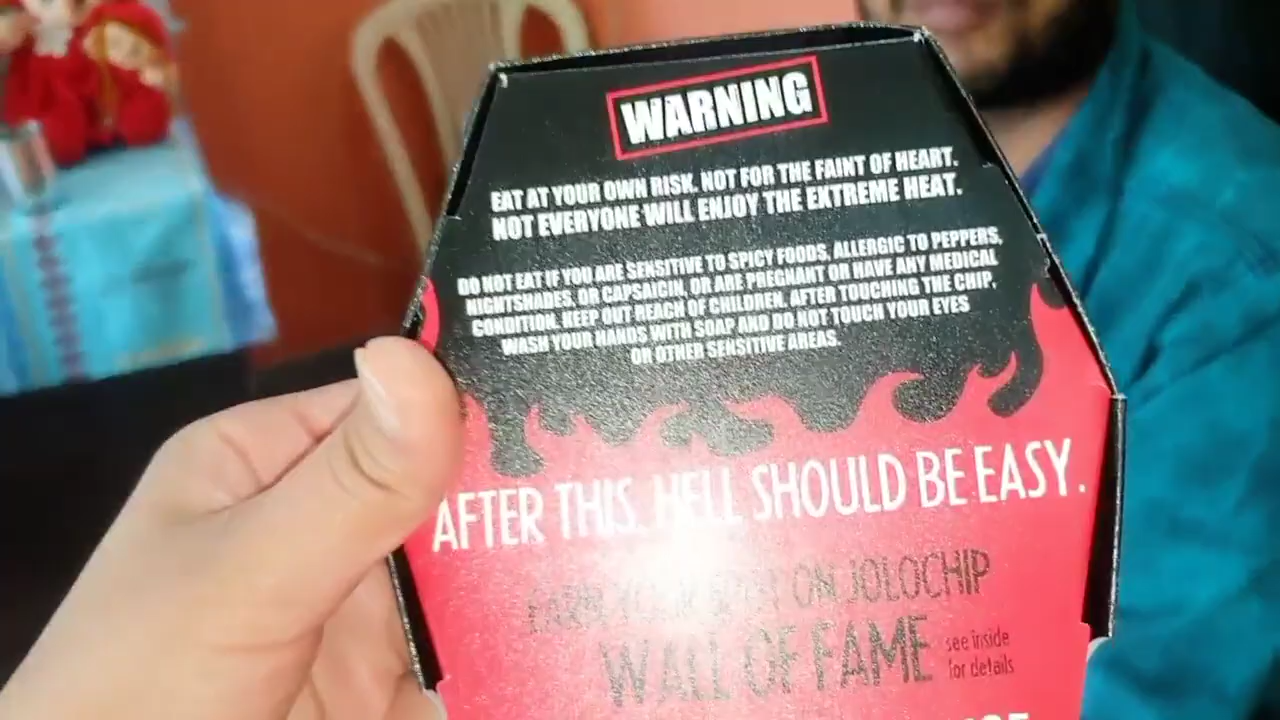 WARNING
EAT AT YOUR OWN RISK. NOT FOR THE FAINT OF HEART.
NOT EVERYONE WILL ENJOY THE EXTREME HEAT.
DO NOT EAT IF YOU ARE SENSITIVE TO SPICY FOODS, ALLERGIC TO PEPPERS,
NIGHTSHADES, OR CAPSAICIN, OR ARE PREGNANT OR HAVE ANY MEDICAL
CONDITION. KEEP OUT REACH OF CHILDREN. AFTER TOUCHING THE CHIP,
WASH YOUR HANDS WITH SOAP AND DO NOT TOUCH YOUR EYES
OR OTHER SENSITIVE AREAS.
AFTER THIS, HELL SHOULD BE EASY.
EARN YOUR ON JOLOCHIP
WALL OF FAME see inside
for details